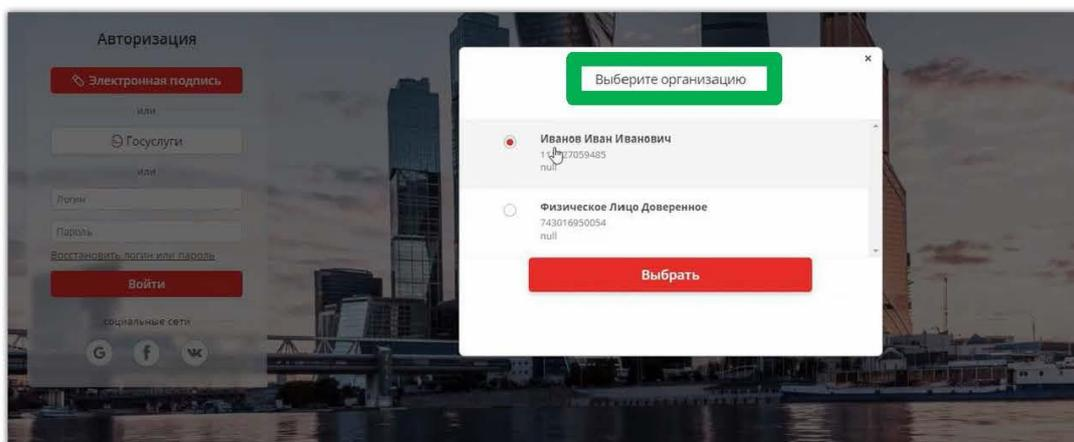 Авторизация
Электронная подпись
или
Госуслуги
или
Логин
Пароль
Восстановить логин или пароль
Войти
социальные сети
G f
Выберите организацию
Иванов Иван Иванович
null
Физическое Лицо Доверенное
743016950054
null
Выбрать